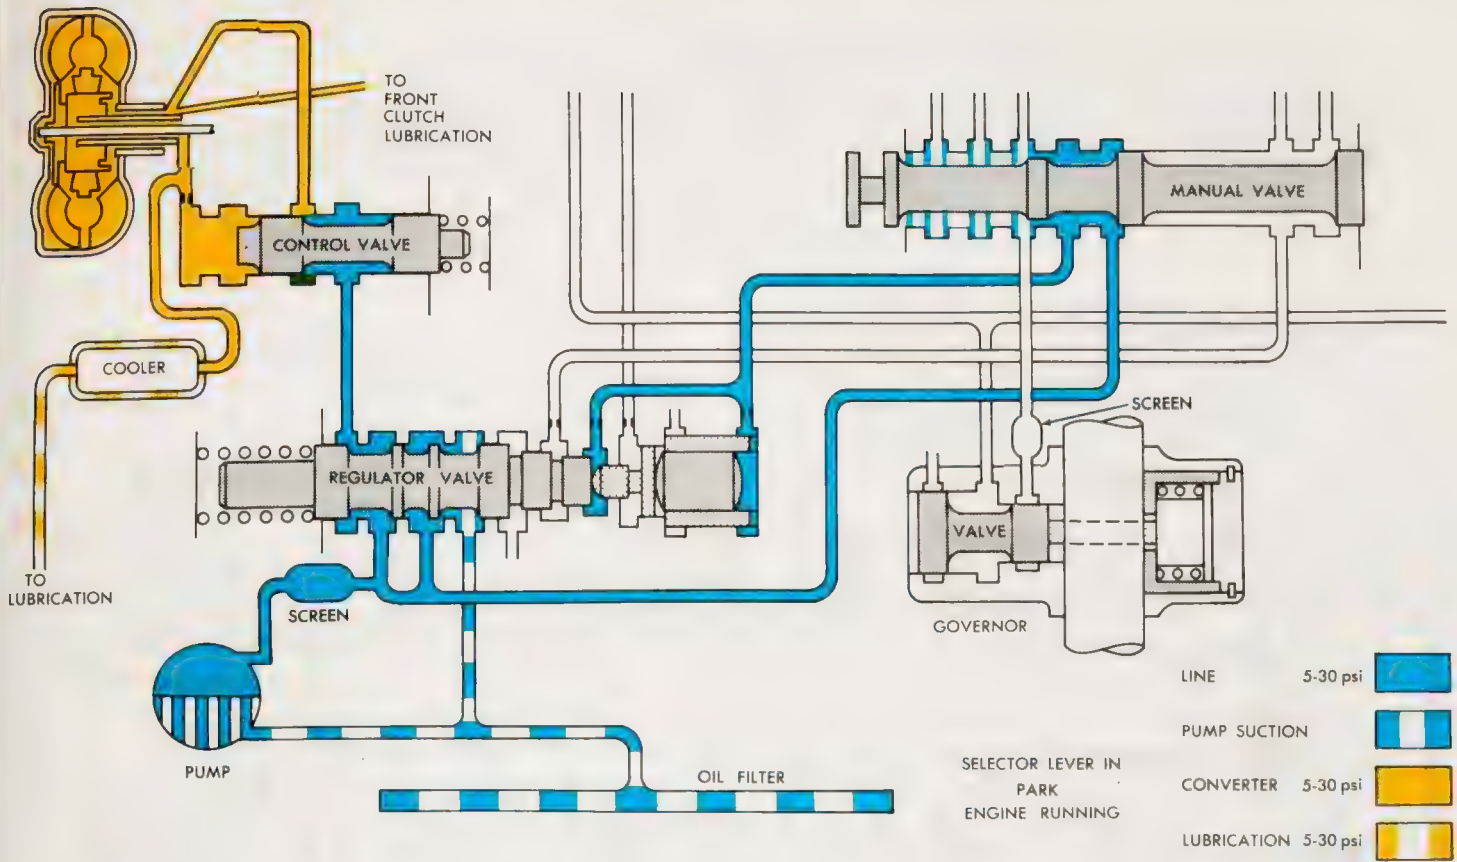 TO
FRONT
CLUTCH
LUBRICATION
MANUAL VALVE
CONTROL VALVE
COOLER
SCREEN
REGULATOR VALVE
VALVE
TO
LUBRICATION
SCREEN
GOVERNOR
PUMP
OIL FILTER
SELECTOR LEVER IN
PARK
ENGINE RUNNING
LINE 5-30 psi
PUMP SUCTION
CONVERTER 5-30 psi
LUBRICATION 5-30 psi